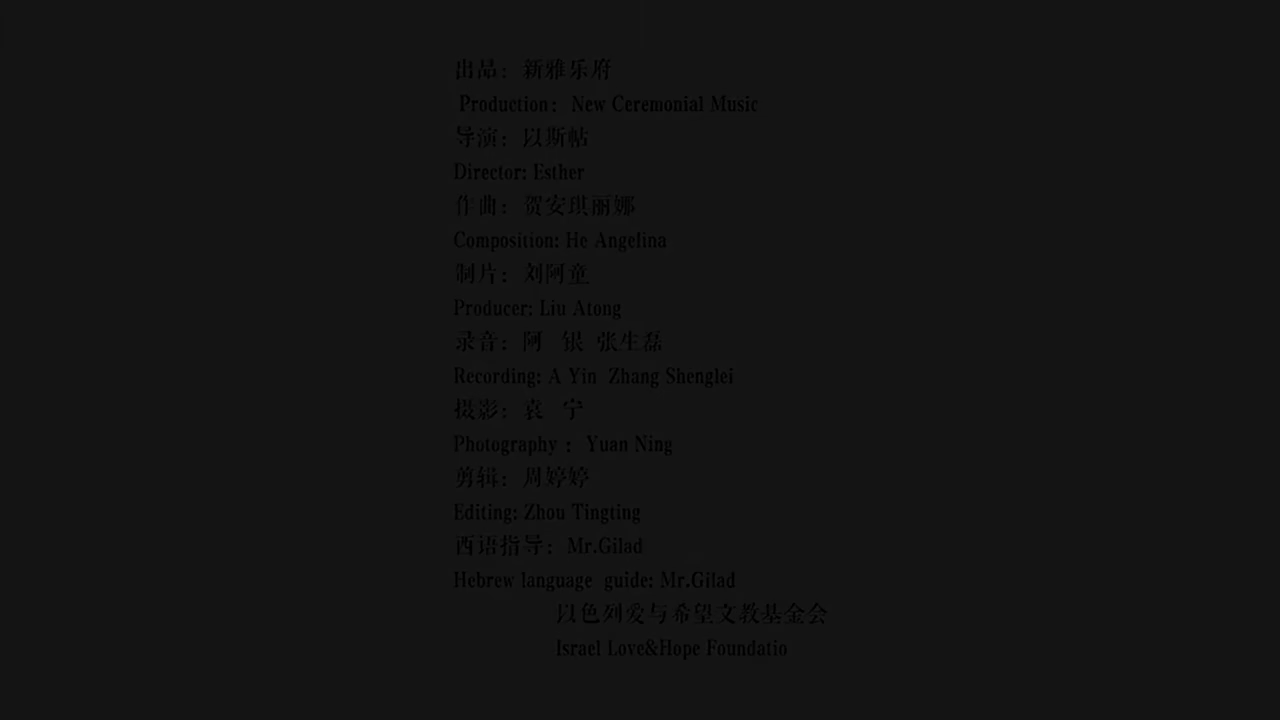 出品：新雅乐府
Production：New Ceremonial Music
导演：以斯帖
Director: Esther
作曲：贺安琪丽娜
Composition: He Angelina
制片：刘阿童
Producer: Liu Atong
录音：阿 银 张生磊
Recording: A Yin Zhang Shenglei
摄影：袁 宁
Photography ：Yuan Ning
剪辑：周婷婷
Editing: Zhou Tingting
西语指导：Mr.Gilad
Hebrew language guide: Mr.Gilad
以色列爱与希望文教基金会
Israel Love&Hope Foundatio